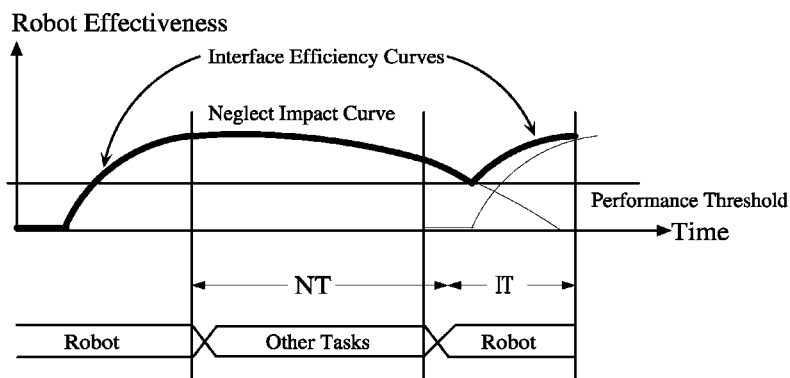 Robot Effectiveness
Interface Efficiency Curves
Neglect Impact Curve
Performance Threshold
Time
NT
IT
Robot
Other Tasks
Robot